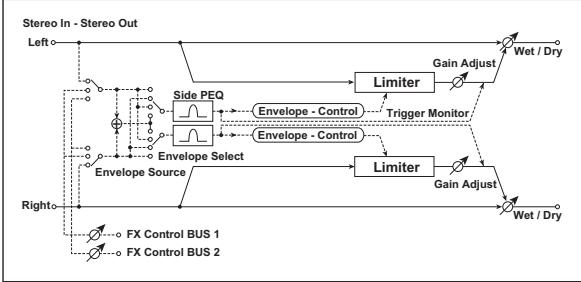 Stereo In - Stereo Out
Left
Wet / Dry
Gain Adjust
Limiter
Side PEQ
Envelope - Control
Trigger Monitor
Envelope - Control
Envelope Select
Envelope Source
Limiter
Gain Adjust
Right
Wet / Dry
FX Control BUS 1
FX Control BUS 2